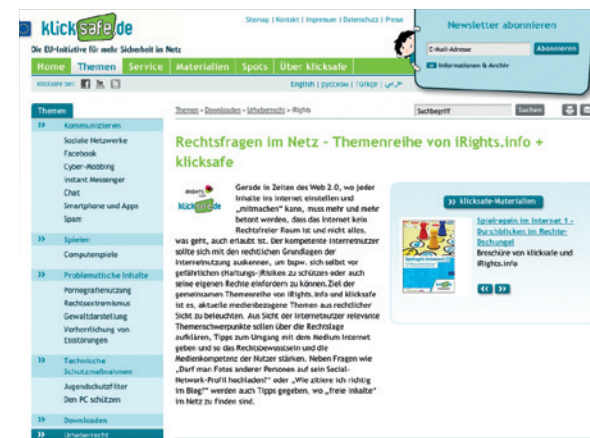 klicksafe.de
Die EU-Initiative für mehr Sicherheit im Netz
Sitemap | Kontakt | Impressum | Datenschutz | Presse
Newsletter abonnieren
E-Mail-Adresse
Abonnieren
Informationen & Archiv
Home Themen Service Materialien Spots Über klicksafe
klicksafe bei:
English | русском | Türkçe |
Themen
Themen » Downloaden » Urheberrecht » iRights
Suchbegriff
Suchen
Kommunizieren
Soziale Netzwerke
Facebook
Cyber-Mobbing
Instant Messenger
Chat
Smartphone und Apps
Spam
Spielen
Computerspiele
Problematische Inhalte
Pornografienutzung
Rechtsextremismus
Gewaltdarstellung
Verherrlichung von
Essstörungen
Technische
Schutzmaßnahmen
Jugendschutzfilter
Den PC schützen
Downloaden
Urheberrecht
Rechtsfragen im Netz - Themenreihe von iRights.info +
klicksafe
klicksafe.de
Gerade in Zeiten des Web 2.0, wo jeder
Inhalte ins Internet einstellen und
„mitmachen“ kann, muss mehr und mehr
betont werden, dass das Internet kein
Rechtsfreier Raum ist und nicht alles,
was geht, auch erlaubt ist. Der kompetente Internetnutzer
sollte sich mit den rechtlichen Grundlagen der
Internetnutzung auskennen, um bspw. sich selbst vor
gefährlichen (Haftungs-)Risiken zu schützen oder auch
seine eigenen Rechte einfordern zu können.Ziel der
gemeinsamen Themenreihe von iRights.info und klicksafe
ist es, aktuelle medienbezogene Themen aus rechtlicher
Sicht zu beleuchten. Aus Sicht der Internetnutzer relevante
Themenschwerpunkte sollen über die Rechtslage
aufklären, Tipps zum Umgang mit dem Medium Internet
geben und so das Rechtsbewusstsein und die
Medienkompetenz der Nutzer stärken. Neben Fragen wie
„Darf man Fotos anderer Personen auf sein Social-
Network-Profil hochladen?“ oder „Wie zitiere ich richtig
im Blog?“ werden auch Tipps gegeben, wo „freie Inhalte“
im Netz zu finden sind.
klicksafe-Materialien
Spielregeln im Internet 1 -
Durchblicken im Rechte-
Dschungel
Broschüre von klicksafe und
iRights.info